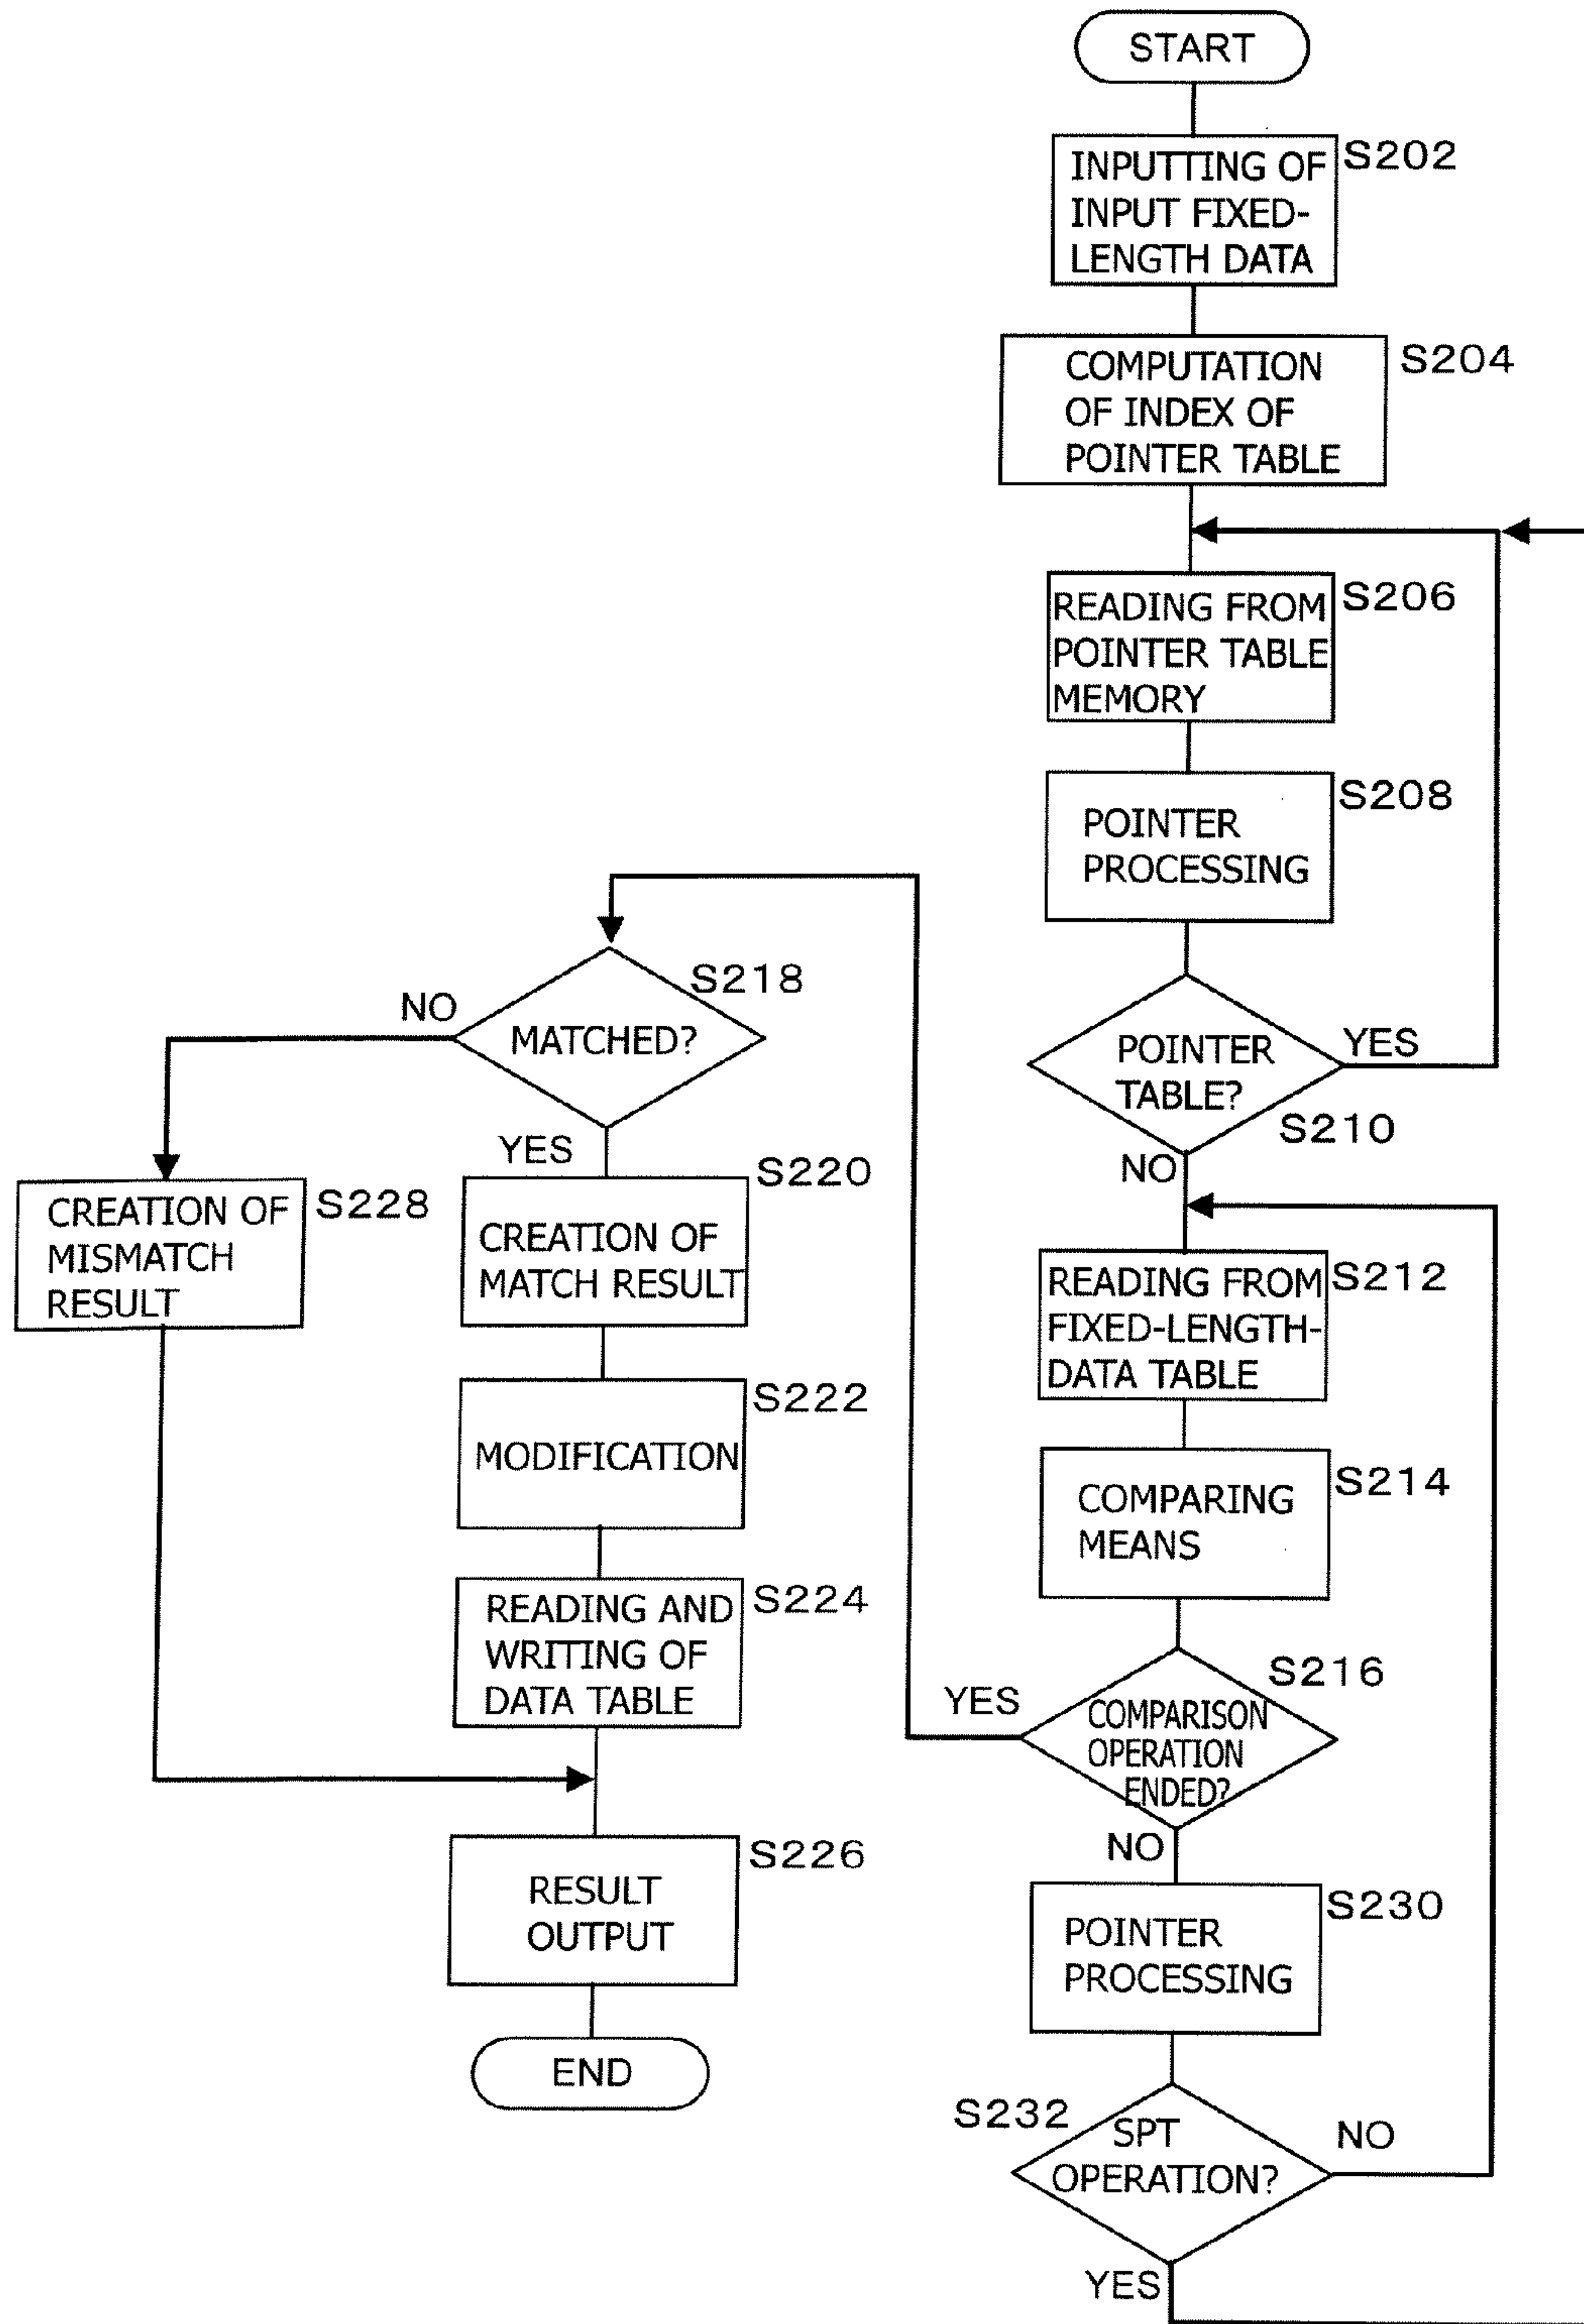 START
INPUTTING OF
INPUT FIXED-
LENGTH DATA
S202
COMPUTATION
OF INDEX OF
POINTER TABLE
S204
READING FROM
POINTER TABLE
MEMORY
S206
POINTER
PROCESSING
S208
POINTER
TABLE?
YES
S210
NO
READING FROM
FIXED-LENGTH-
DATA TABLE
S212
COMPARING
MEANS
S214
COMPARISON
OPERATION
ENDED?
S216
YES
NO
POINTER
PROCESSING
S230
S232
SPT
OPERATION?
NO
YES
S218
MATCHED?
NO
YES
CREATION OF
MISMATCH
RESULT
S228
CREATION OF
MATCH RESULT
S220
MODIFICATION
S222
READING AND
WRITING OF
DATA TABLE
S224
RESULT
OUTPUT
S226
END